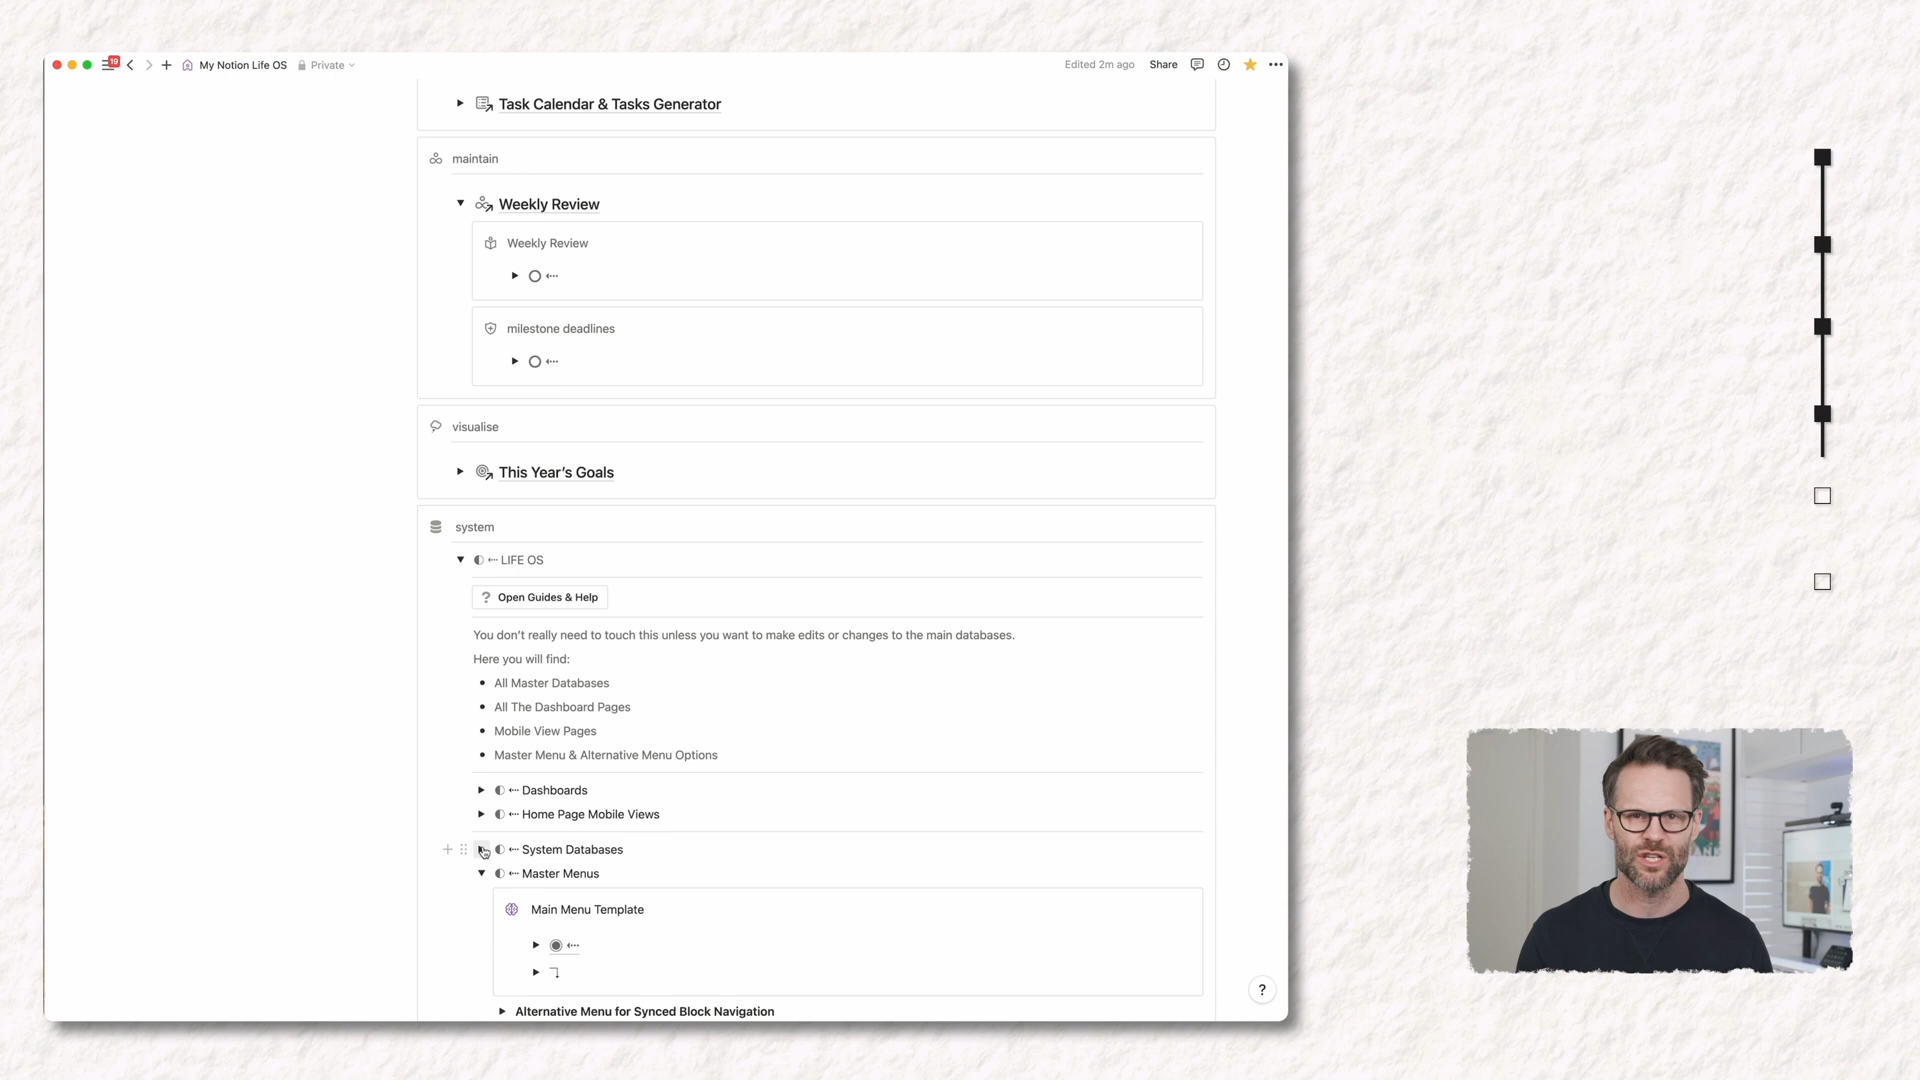 19
My Notion Life OS
Private
Edited 2m ago
Share
Task Calendar & Tasks Generator
maintain
Weekly Review
Weekly Review
milestone deadlines
visualise
This Year's Goals
system
LIFE OS
? Open Guides & Help
You don't really need to touch this unless you want to make edits or changes to the main databases.
Here you will find:
• All Master Databases
• All The Dashboard Pages
• Mobile View Pages
• Master Menu & Alternative Menu Options
Dashboards
Home Page Mobile Views
System Databases
Master Menus
Main Menu Template
?
Alternative Menu for Synced Block Navigation